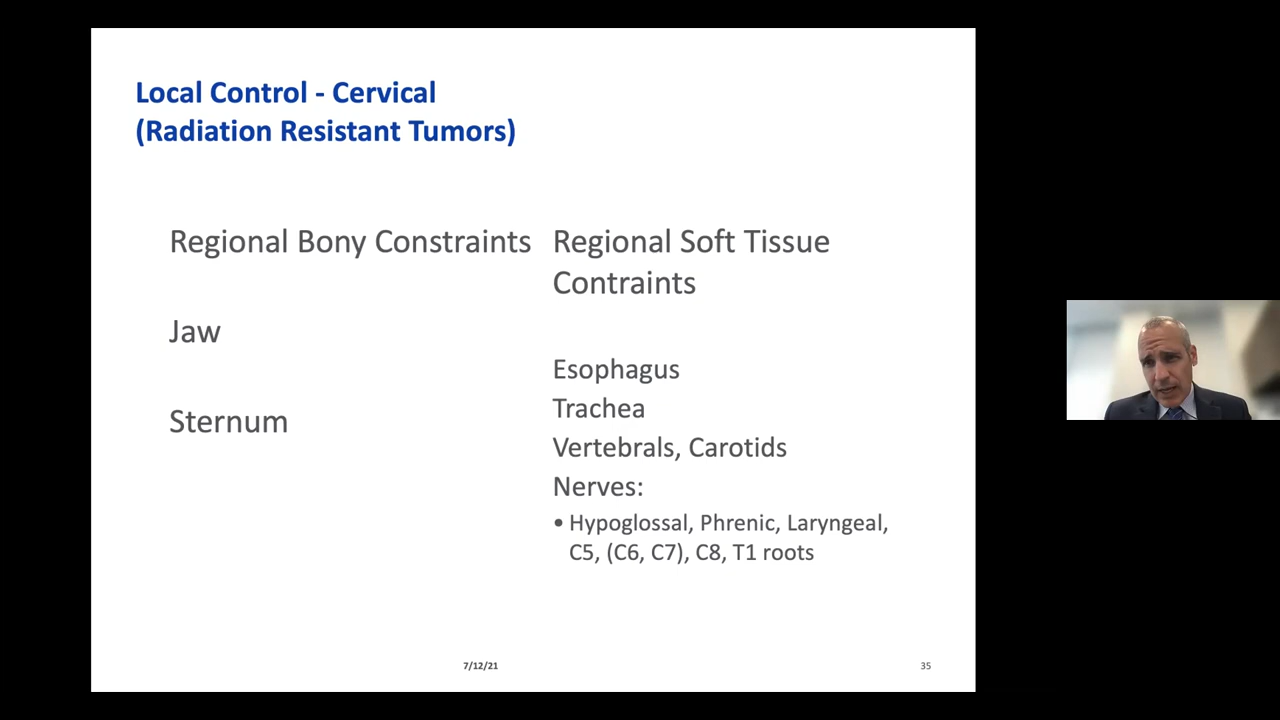 Local Control - Cervical
(Radiation Resistant Tumors)
Regional Bony Constraints
Jaw
Sternum
Regional Soft Tissue
Contraints
Esophagus
Trachea
Vertebrals, Carotids
Nerves:
• Hypoglossal, Phrenic, Laryngeal,
C5, (C6, C7), C8, T1 roots
7/12/21
35